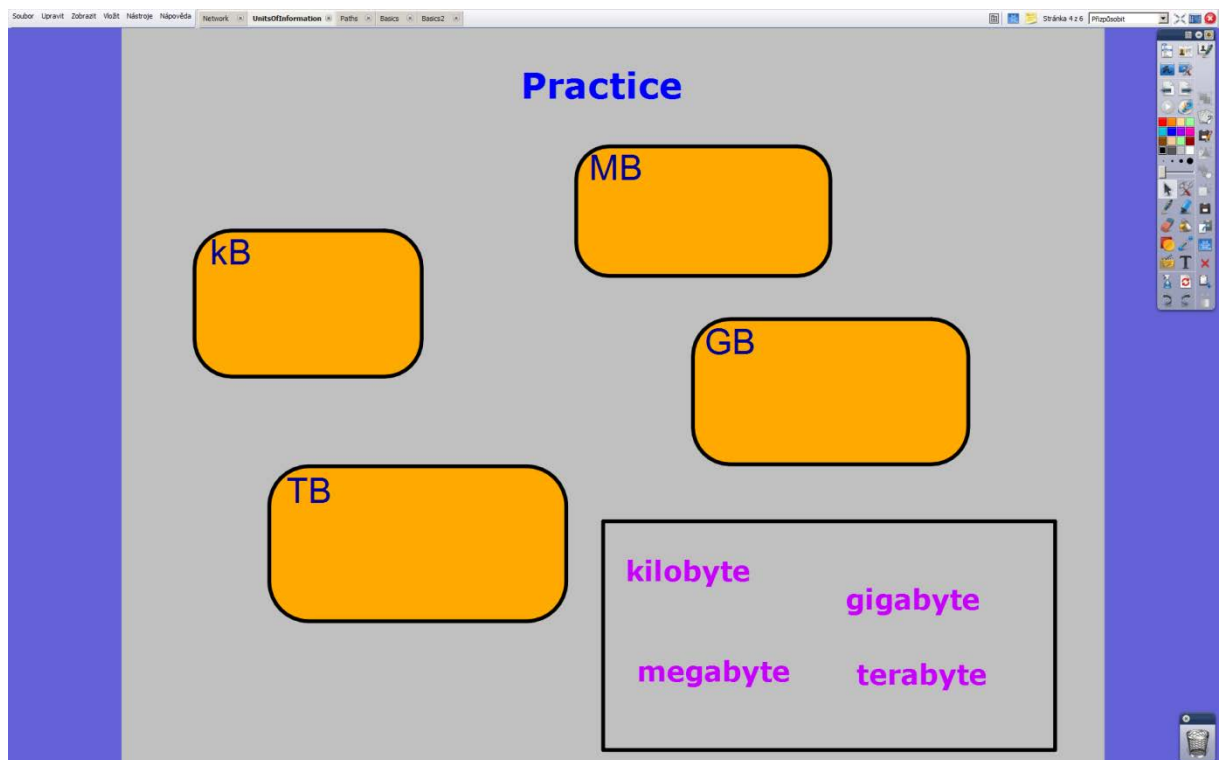 Soubor Upravit Zobrazit Vložit Nástroje Nápověda Network UnitsOfInformation Paths Basics Basics2 Stránka 4 z 6 Přizpůsobit
Practice
MB
kB
GB
TB
kilobyte
gigabyte
megabyte
terabyte